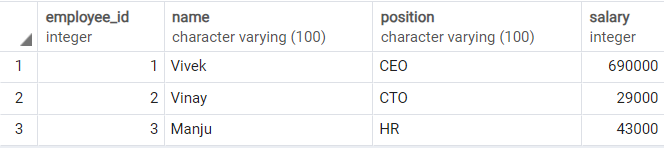 employee_id name position salary
integer character varying (100) character varying (100) integer
1 1 Vivek CEO 690000
2 2 Vinay CTO 29000
3 3 Manju HR 43000